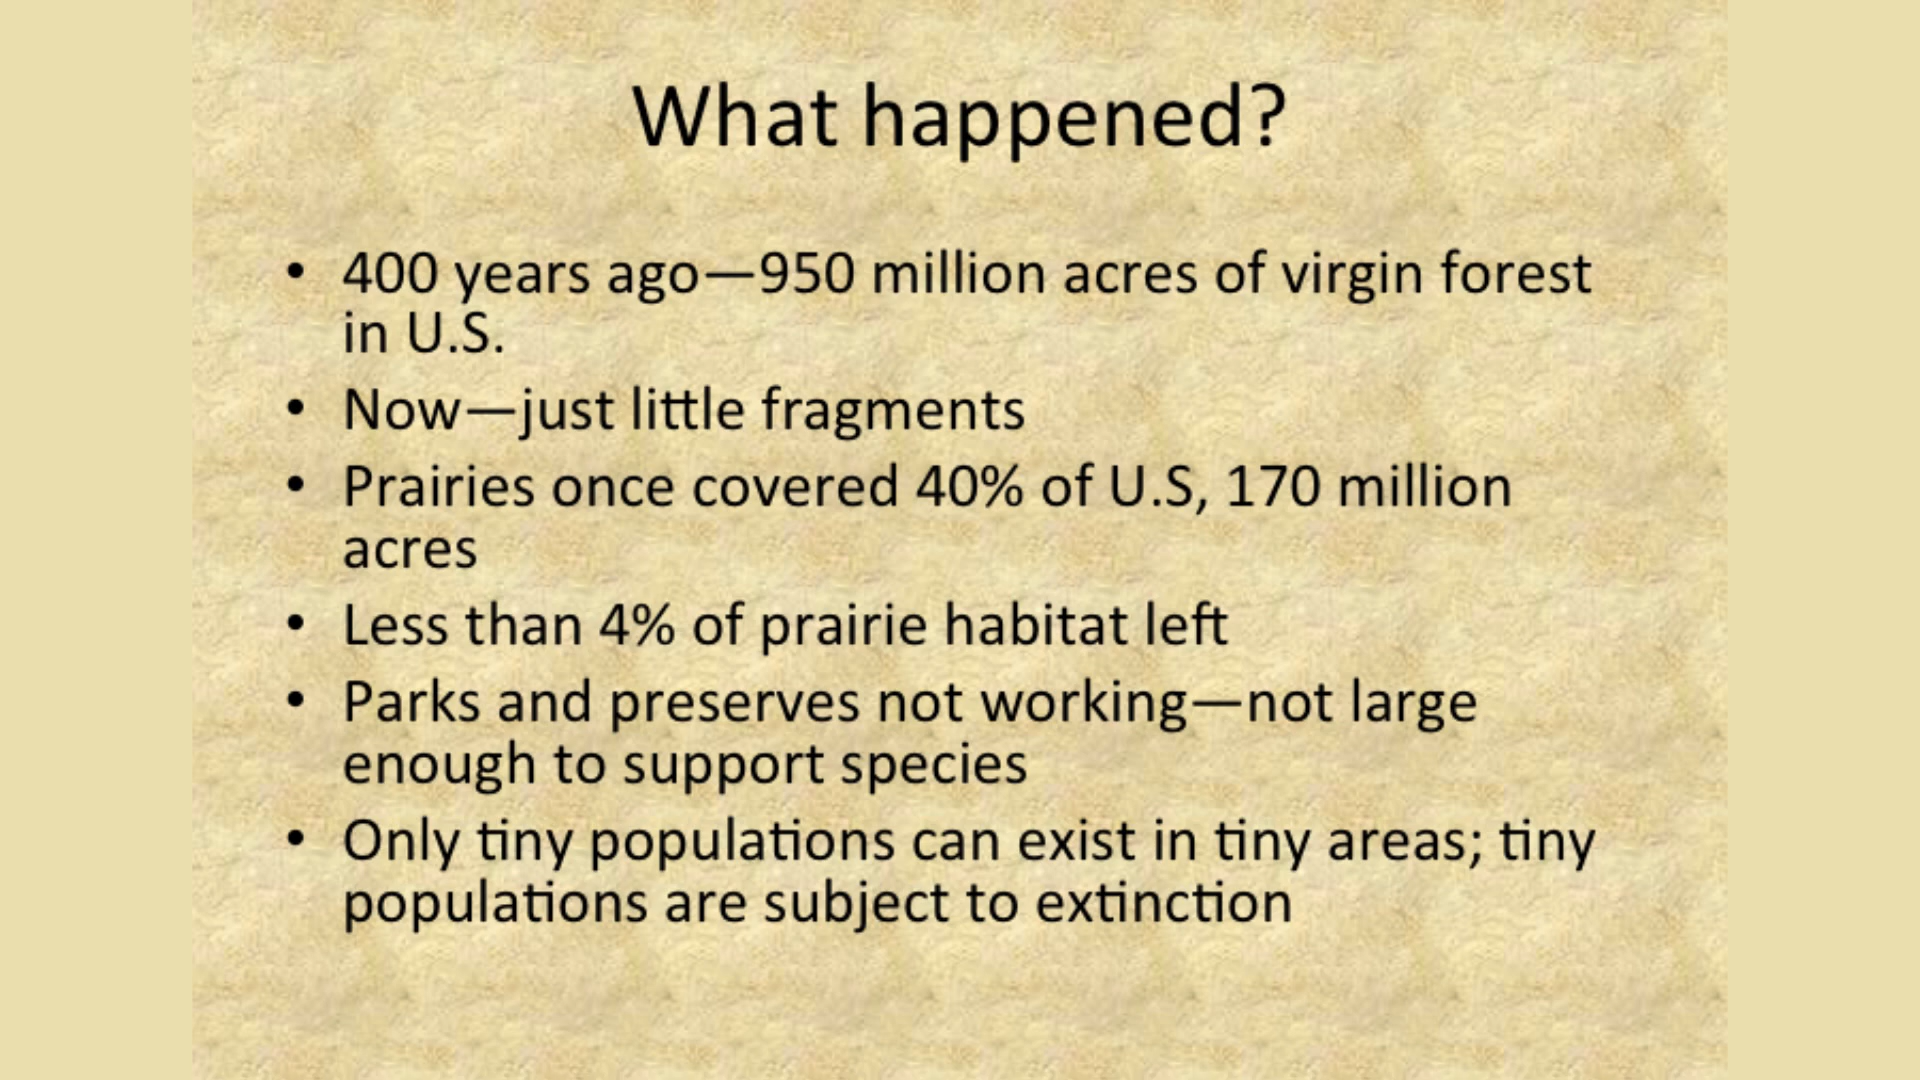 What happened?
• 400 years ago—950 million acres of virgin forest
in U.S.
• Now—just little fragments
• Prairies once covered 40% of U.S, 170 million
acres
• Less than 4% of prairie habitat left
• Parks and preserves not working—not large
enough to support species
• Only tiny populations can exist in tiny areas; tiny
populations are subject to extinction